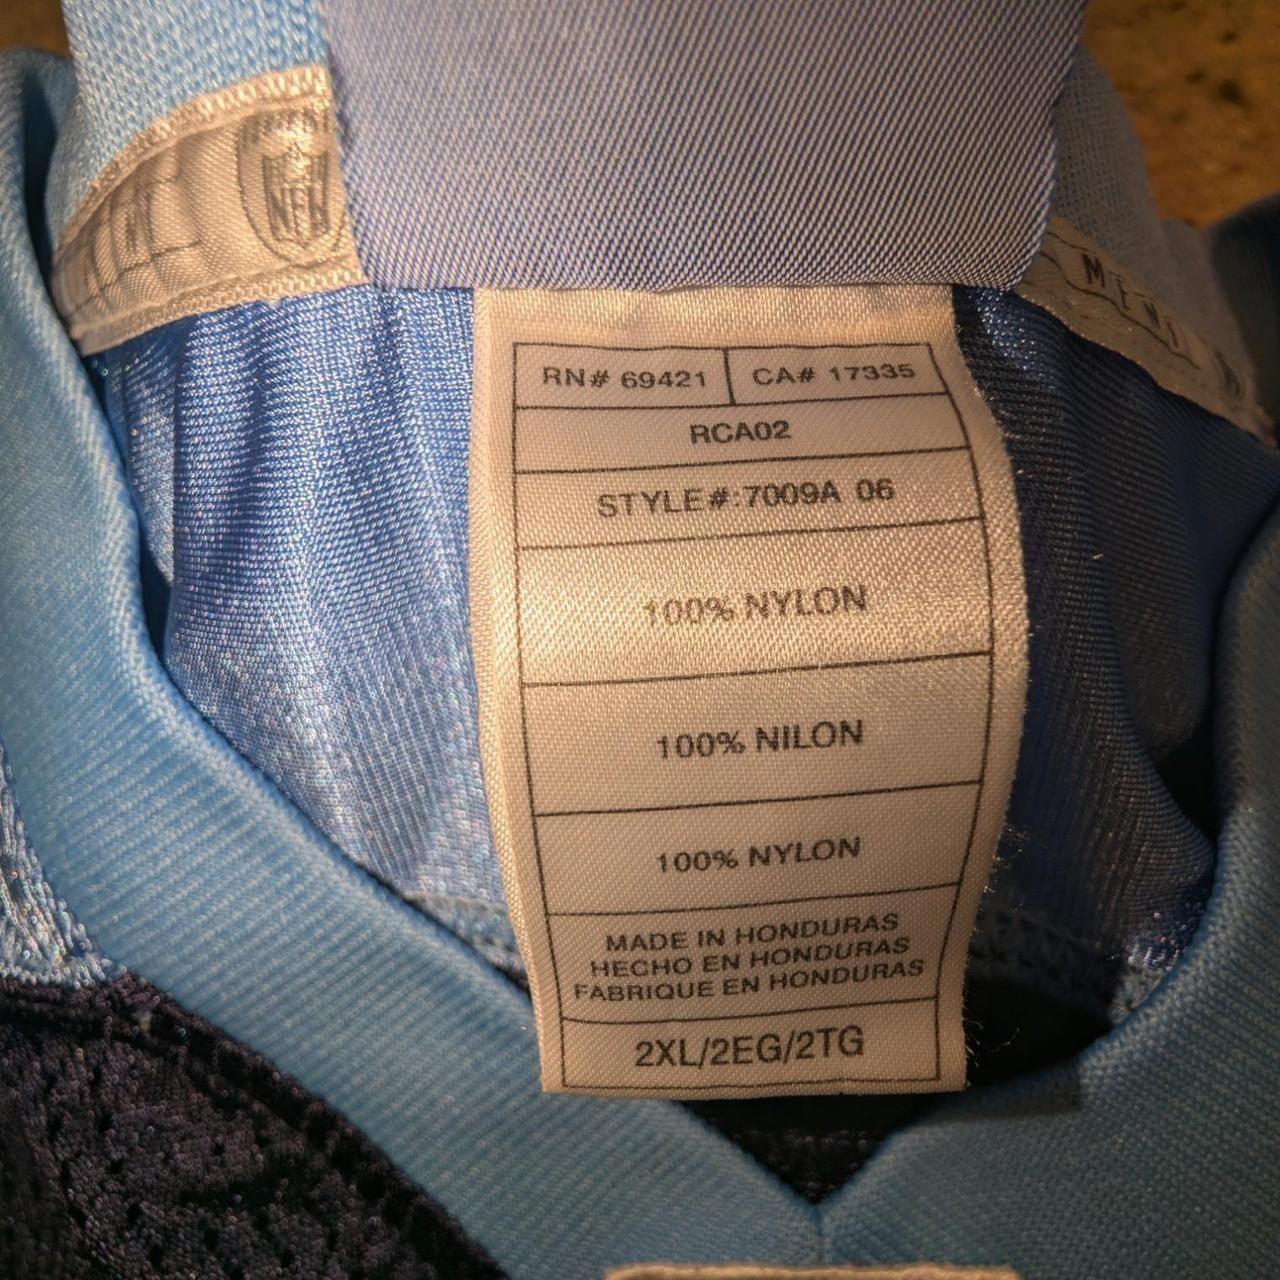 NFL
RN# 69421 CA# 17335
RCA02
STYLE#:7009A 06
100% NYLON
100% NILON
100% NYLON
MADE IN HONDURAS
HECHO EN HONDURAS
FABRIQUE EN HONDURAS
2XL/2EG/2TG